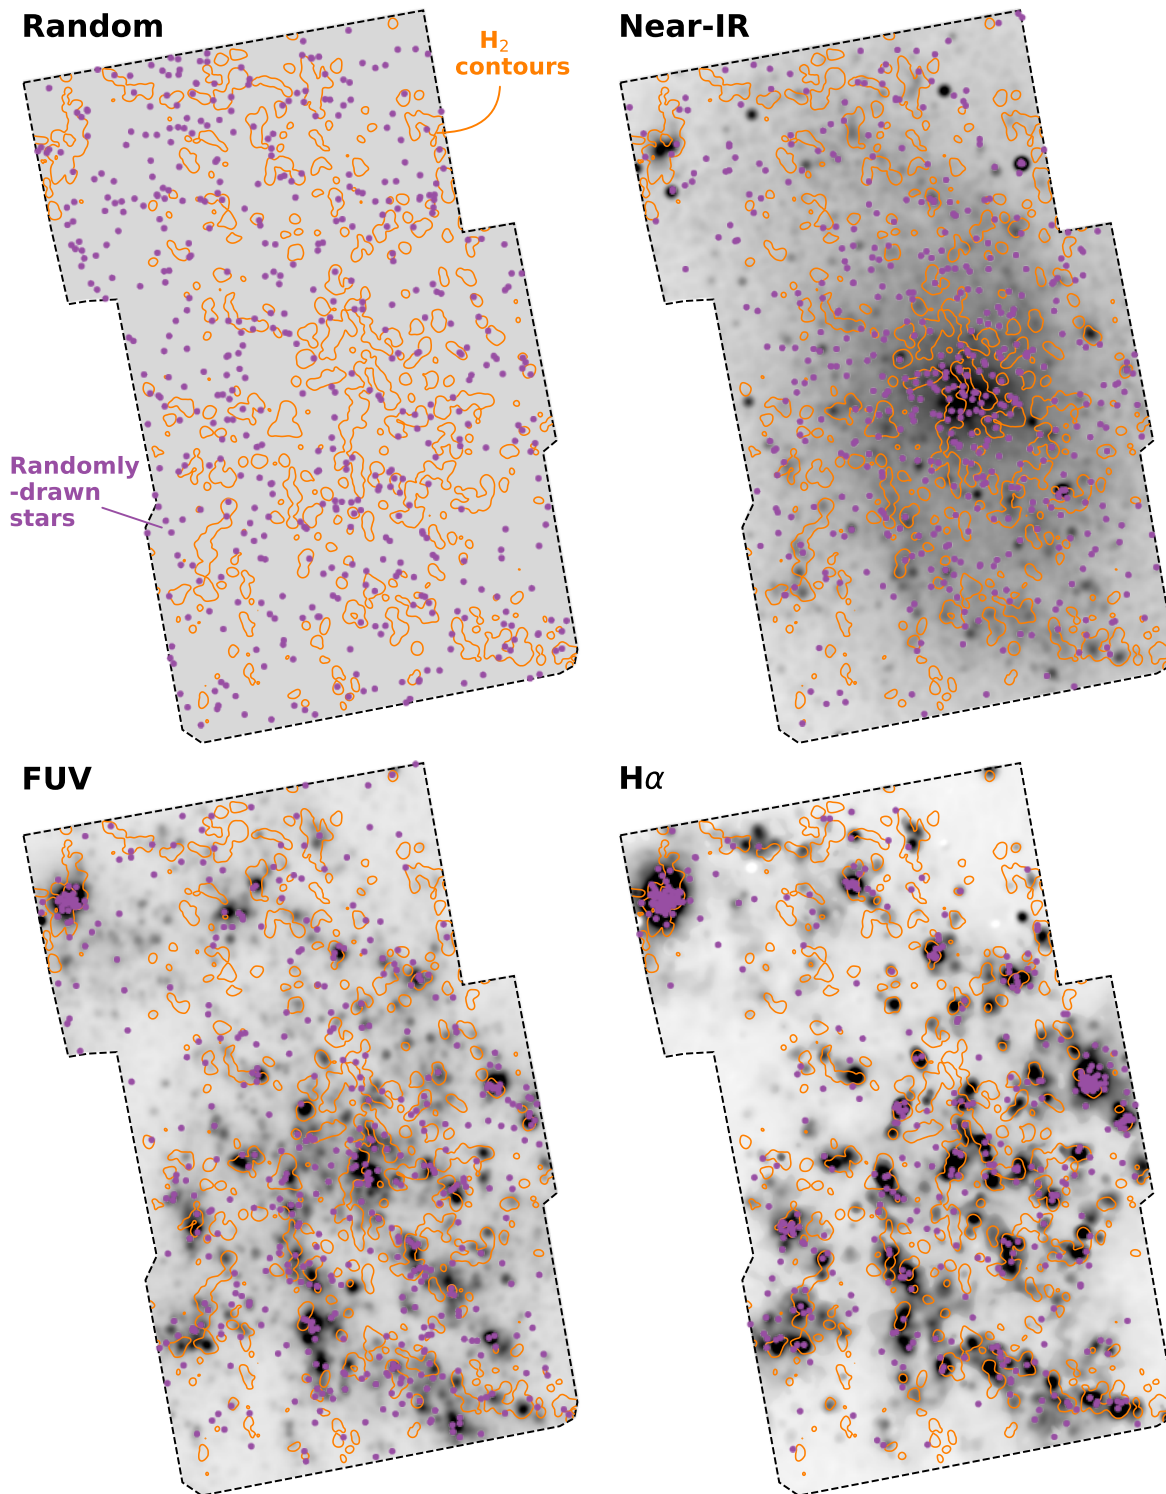 Random
Near-IR
H₂
contours
Randomly
-drawn
stars
FUV
Hα